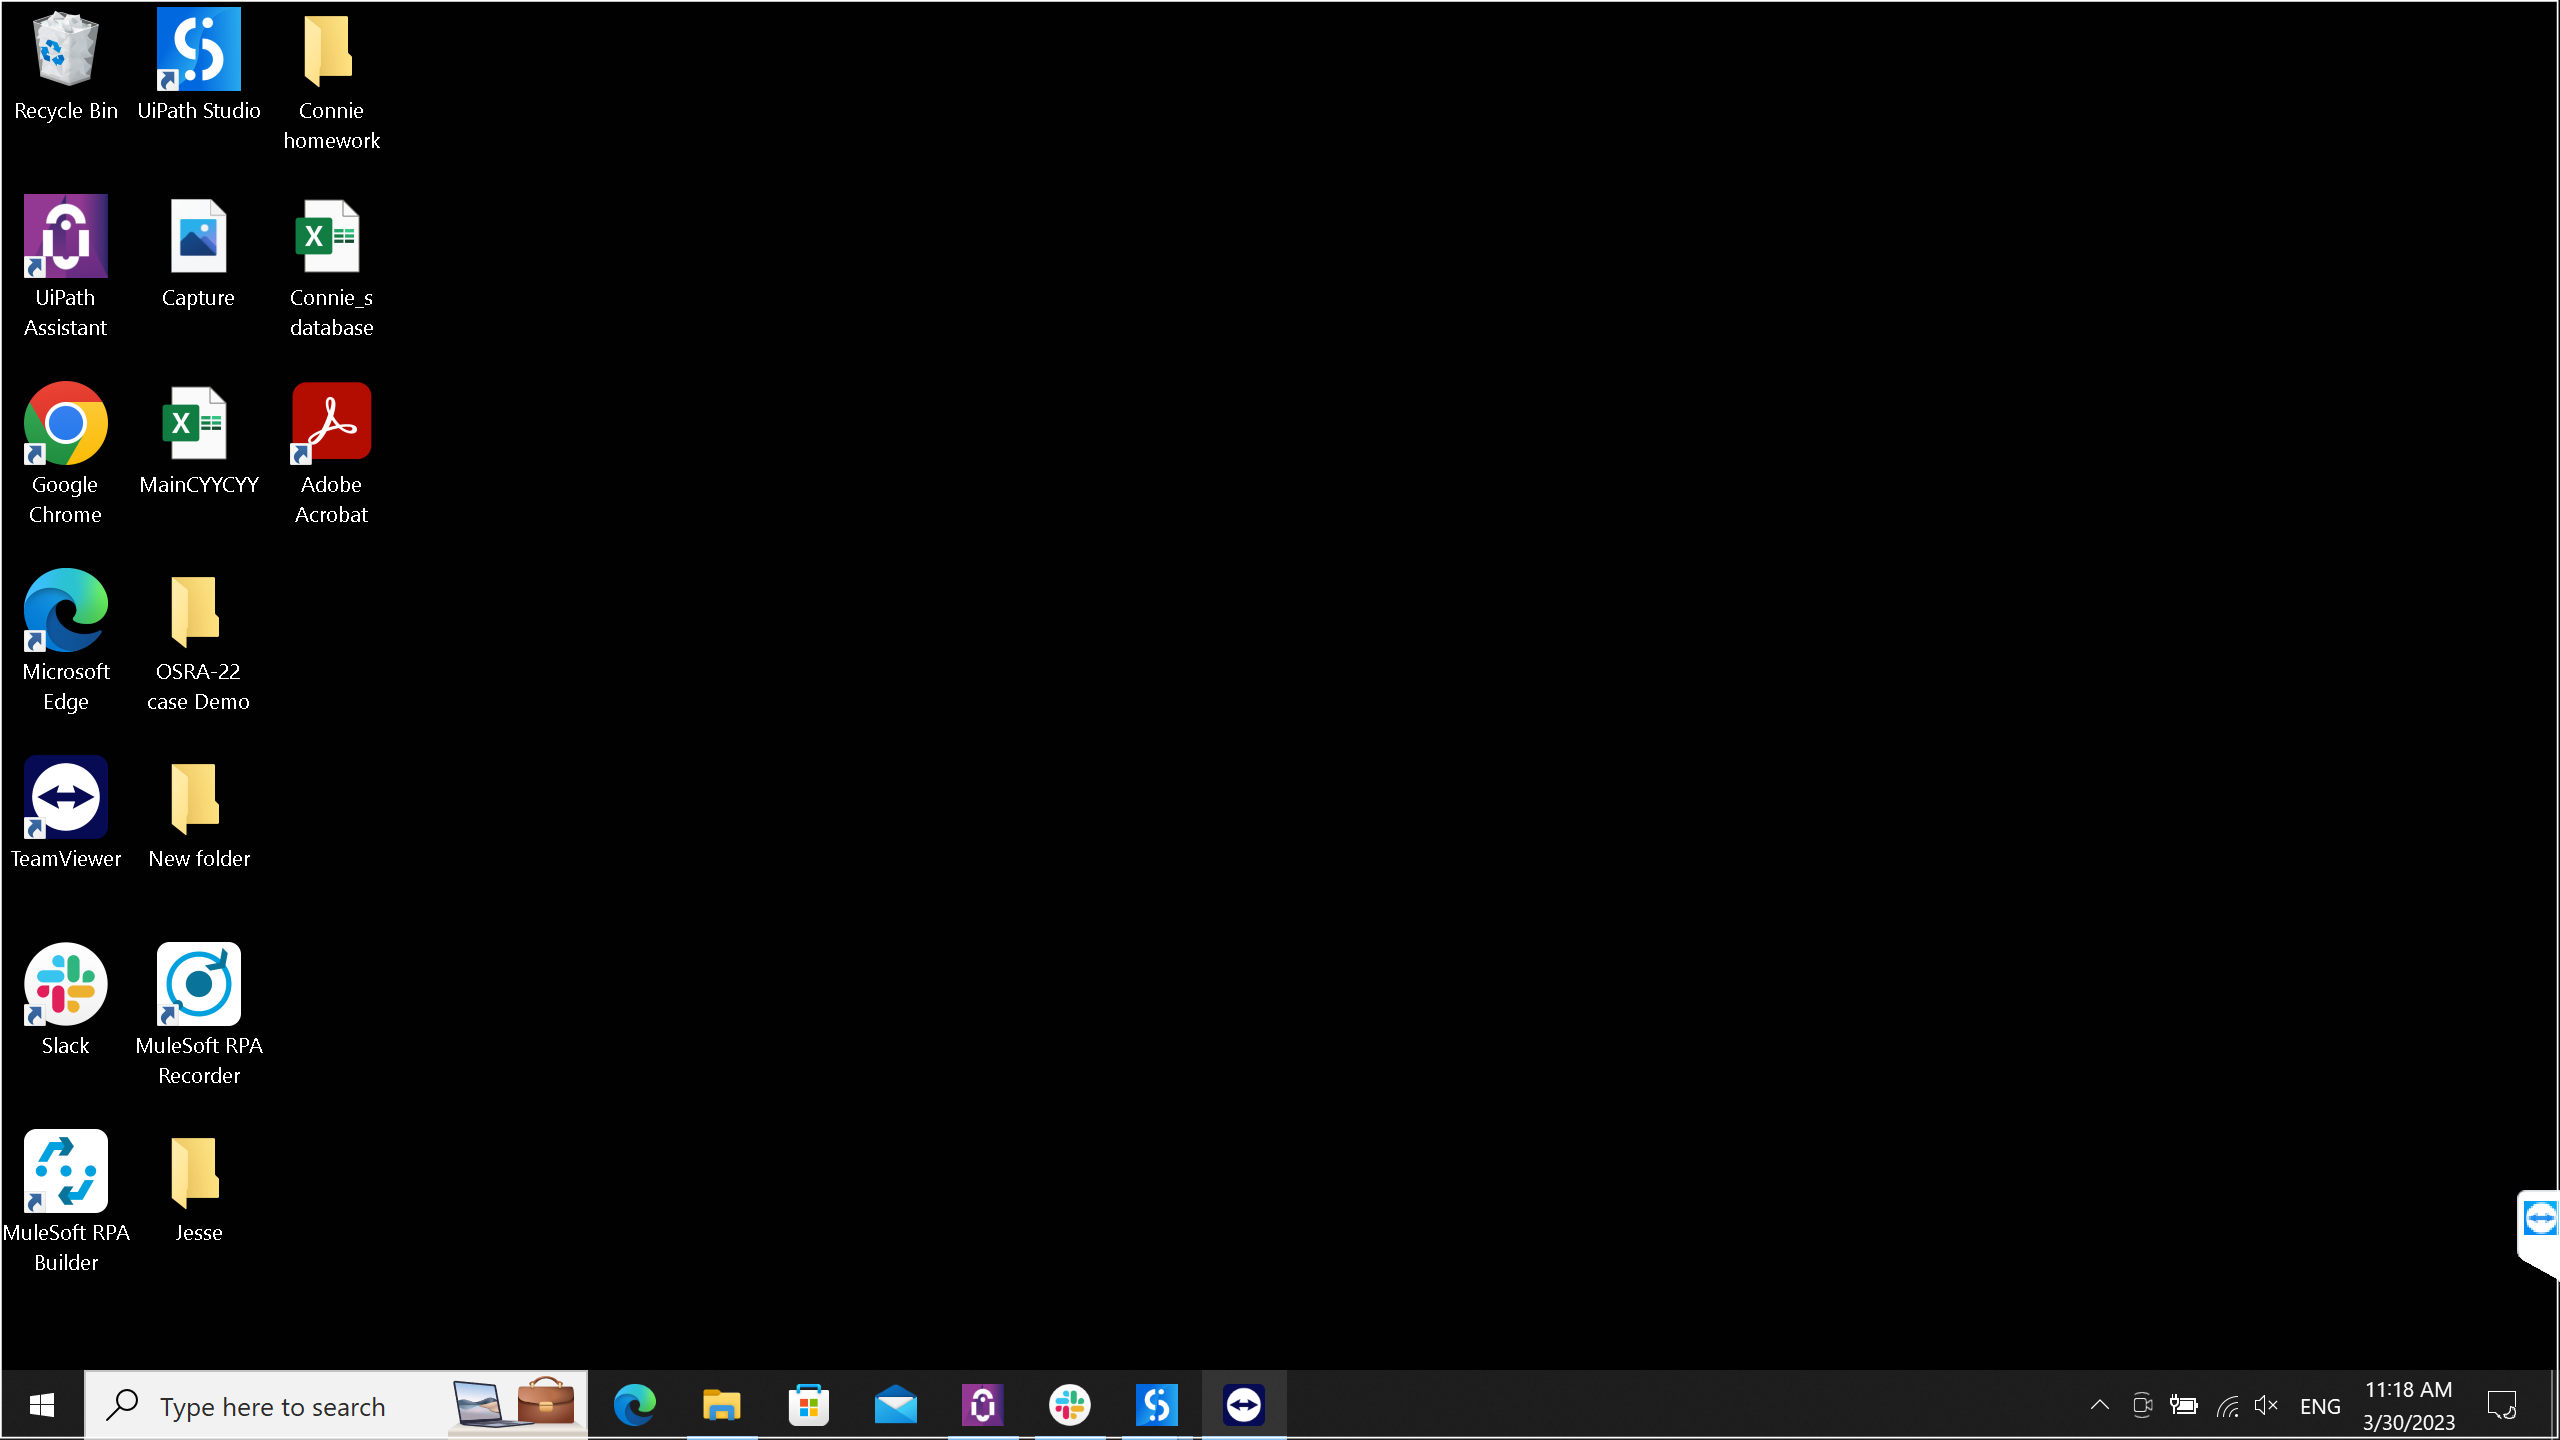 Recycle Bin
UiPath Studio
Connie
homework
UiPath
Assistant
Capture
Connie_s
database
Google
Chrome
MainCYYCYY
Adobe
Acrobat
Microsoft
Edge
OSRA-22
case Demo
TeamViewer
New folder
Slack
MuleSoft RPA
Recorder
MuleSoft RPA
Builder
Jesse
Type here to search
ENG
11:18 AM
3/30/2023